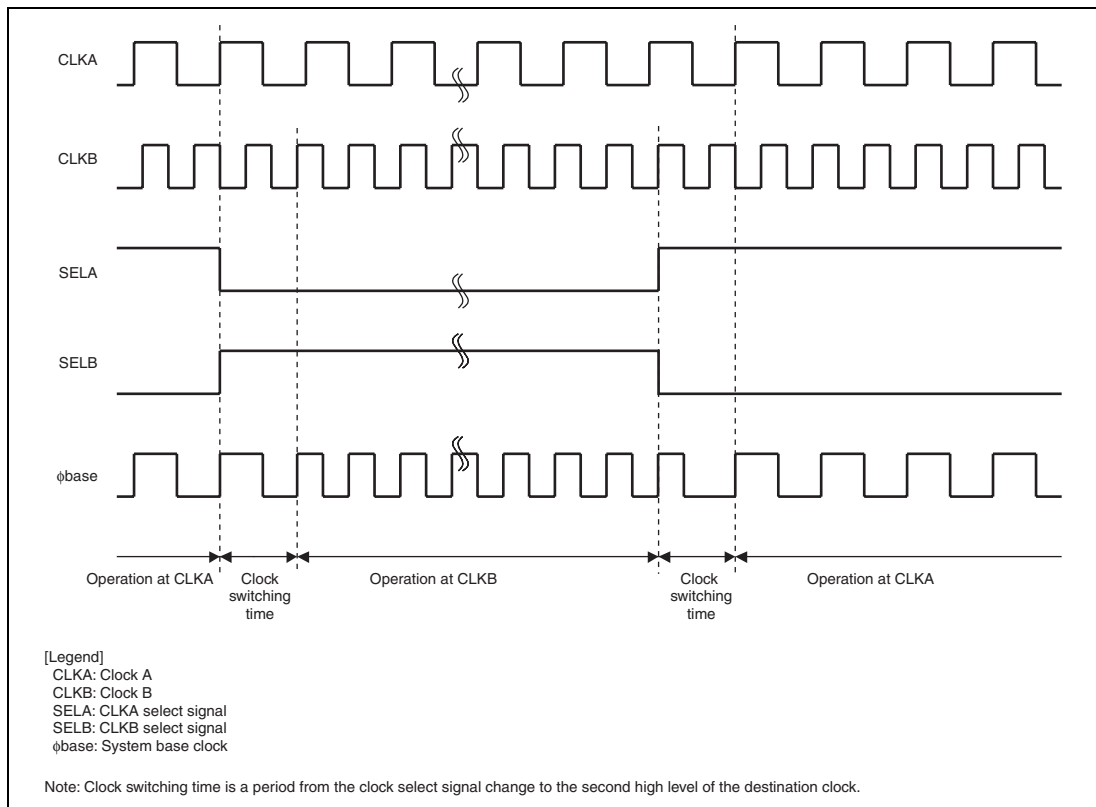 CLKA
CLKB
SELA
SELB
ϕbase
Operation at CLKA
Clock
switching
time
Operation at CLKB
Clock
switching
time
Operation at CLKA
[Legend]
CLKA: Clock A
CLKB: Clock B
SELA: CLKA select signal
SELB: CLKB select signal
ϕbase: System base clock
Note: Clock switching time is a period from the clock select signal change to the second high level of the destination clock.